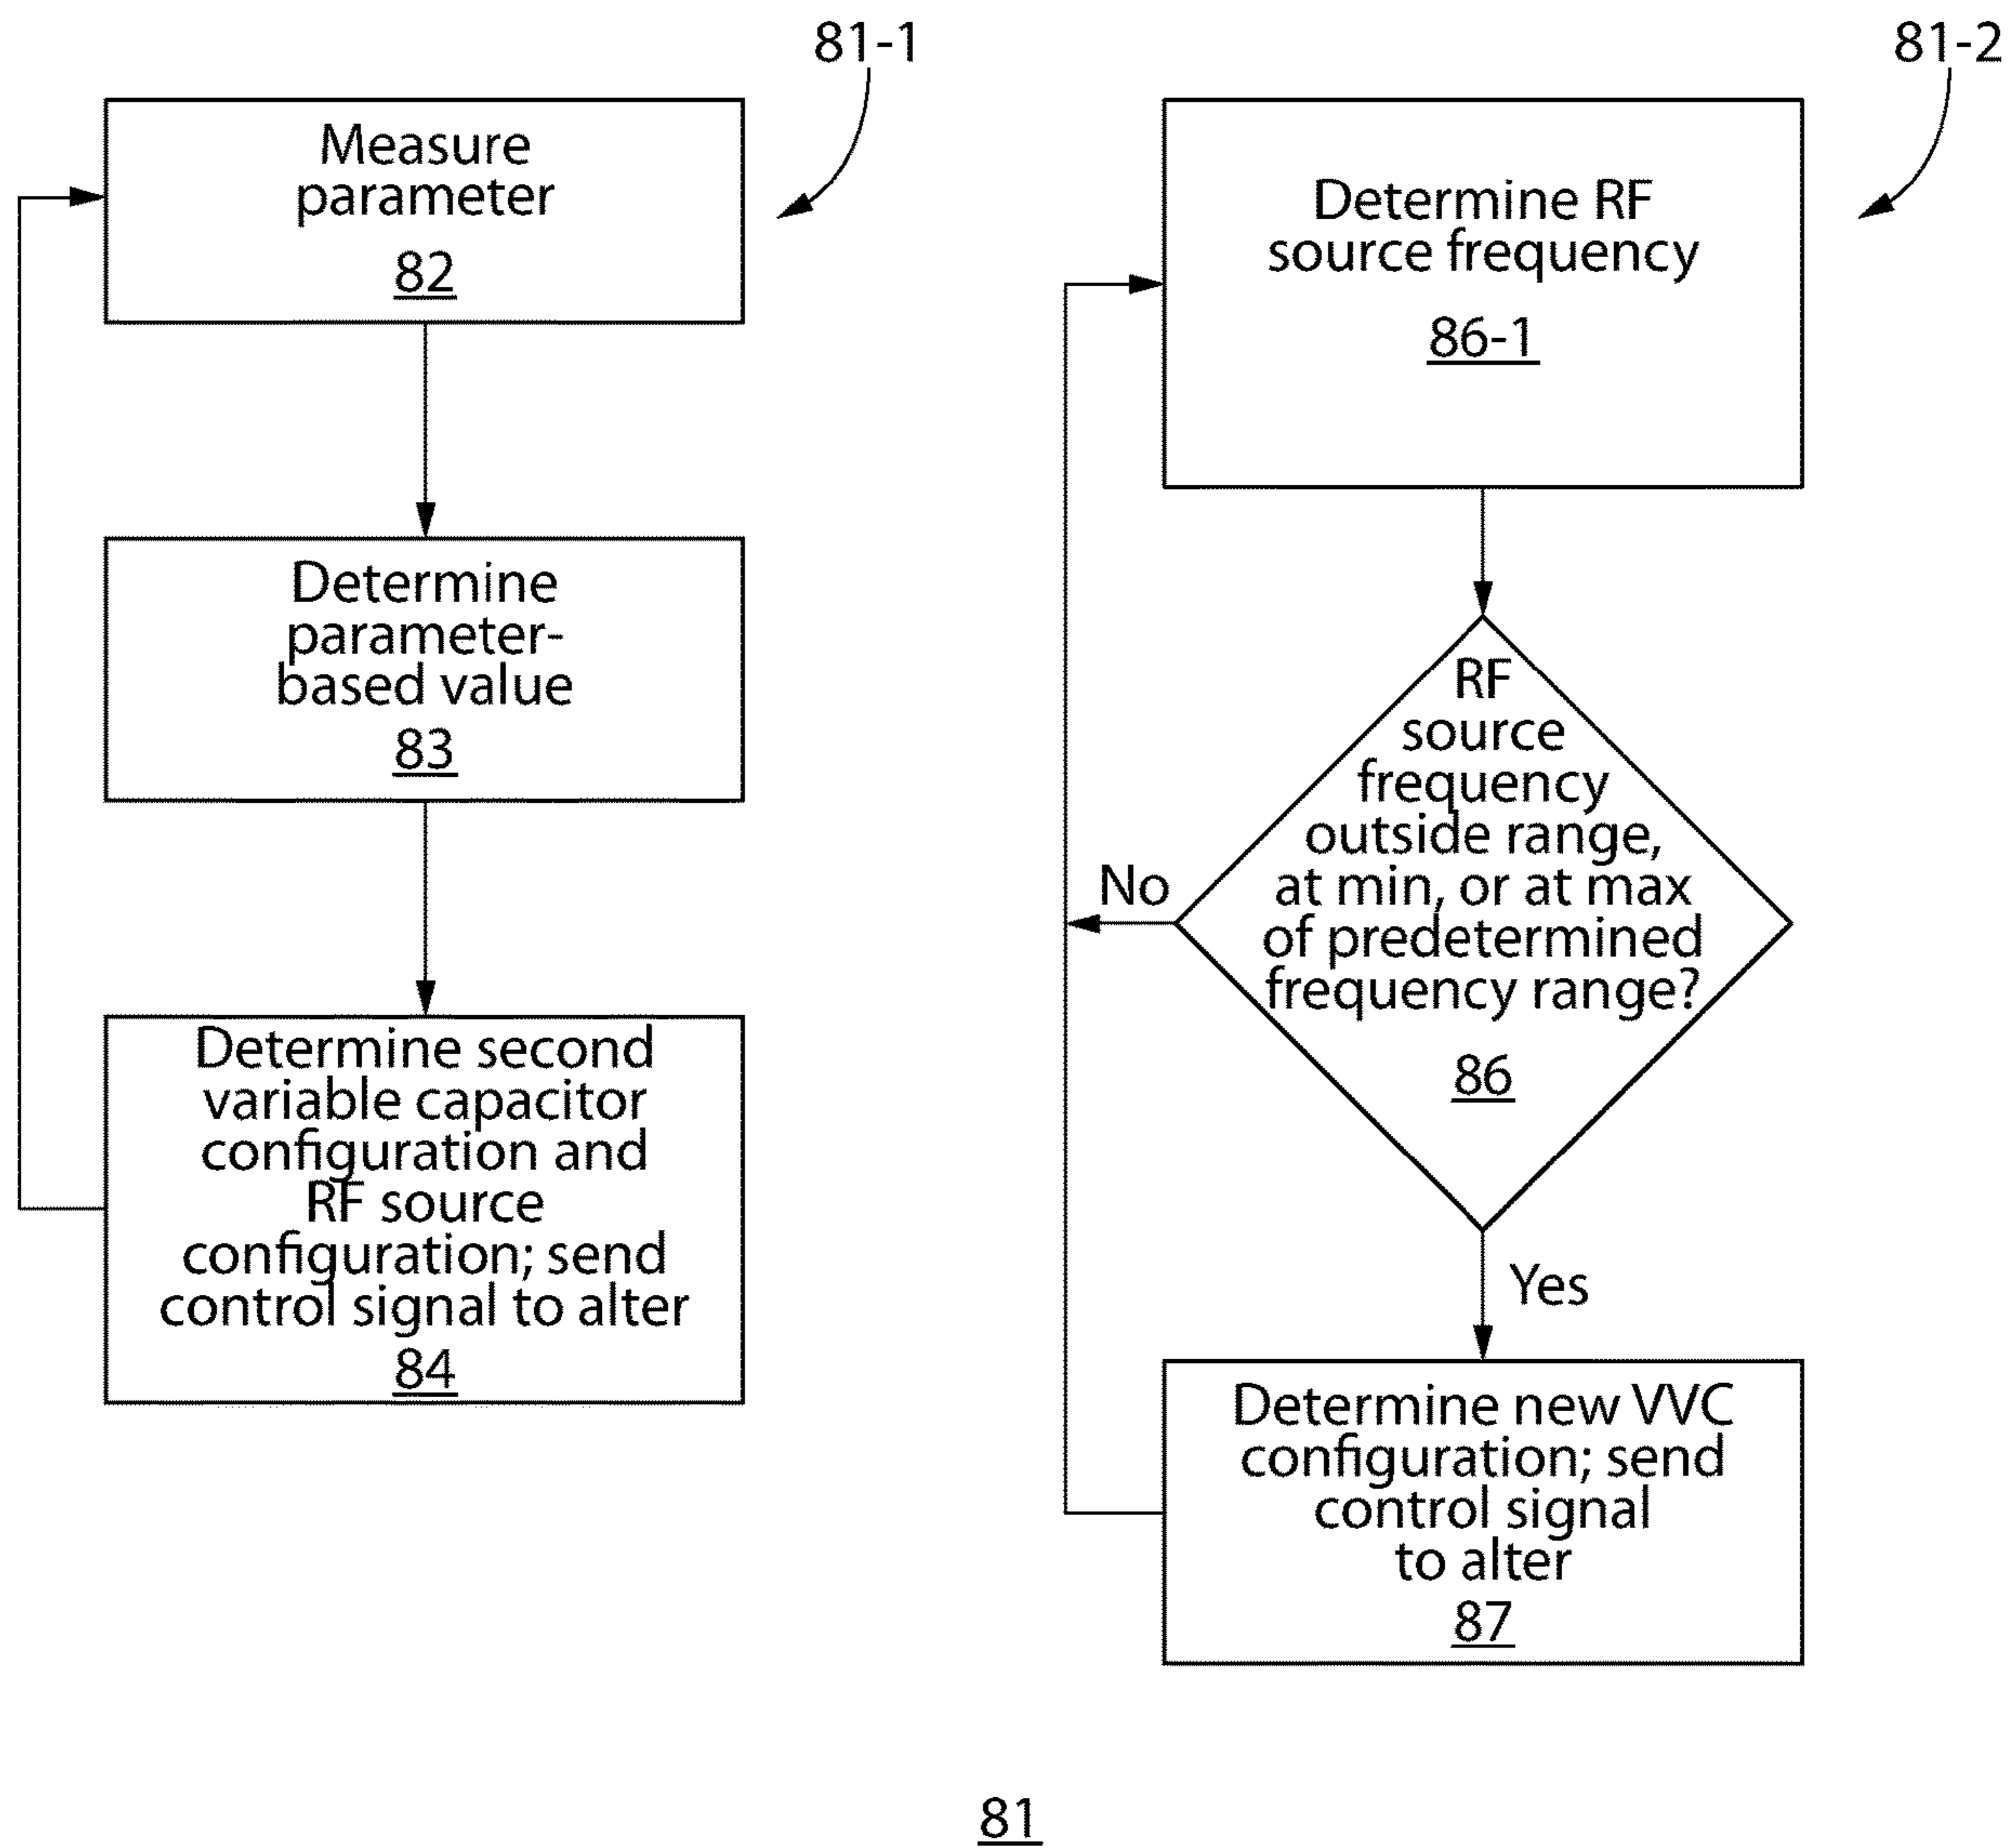 81-1
Measure
parameter
82
Determine
parameter-
based value
83
Determine second
variable capacitor
configuration and
RF source
configuration; send
control signal to alter
84
81-2
Determine RF
source frequency
86-1
RF
source
frequency
outside range,
at min, or at max
of predetermined
frequency range?
86
No
Yes
Determine new VVC
configuration; send
control signal
to alter
87
81